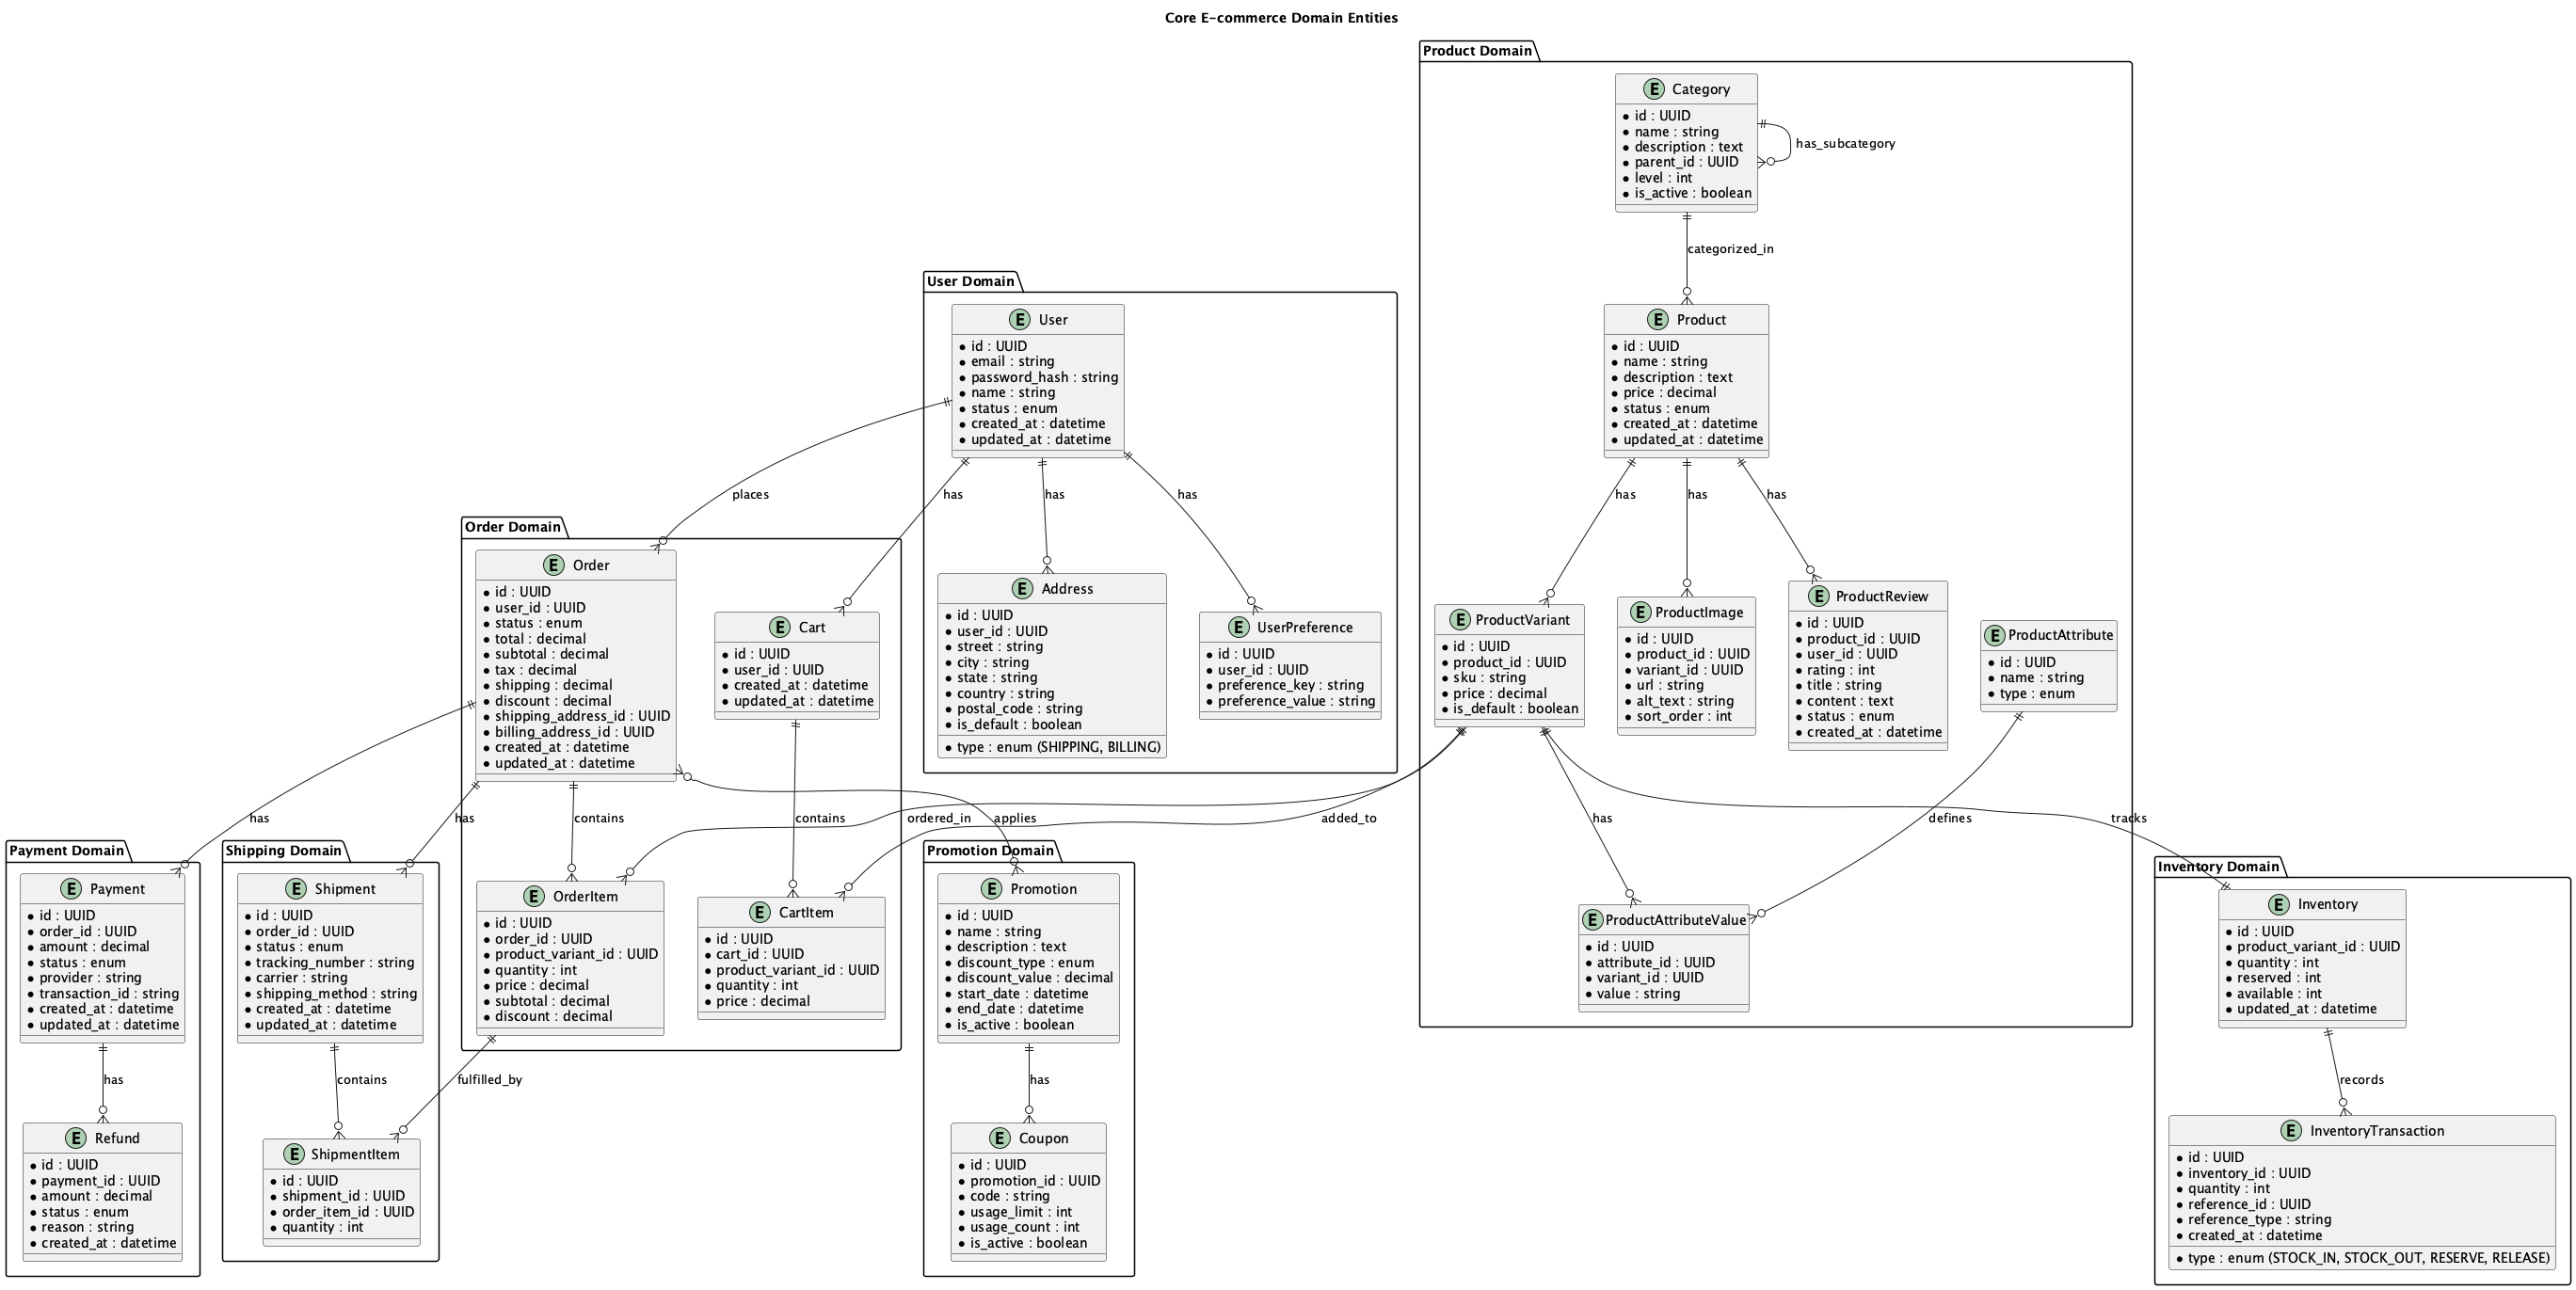 Core E-commerce Domain Entities
Product Domain
E Category
id : UUID
name : string
description : text
parent_id : UUID
level : int
is_active : boolean
has_subcategory
categorized_in
E Product
id : UUID
name : string
description : text
price : decimal
status : enum
created_at : datetime
updated_at : datetime
has
has
has
E ProductVariant
id : UUID
product_id : UUID
sku : string
price : decimal
is_default : boolean
E ProductImage
id : UUID
product_id : UUID
variant_id : UUID
url : string
alt_text : string
sort_order : int
E ProductReview
id : UUID
product_id : UUID
user_id : UUID
rating : int
title : string
content : text
status : enum
created_at : datetime
E ProductAttribute
id : UUID
name : string
type : enum
has
defines
tracks
E ProductAttributeValue
id : UUID
attribute_id : UUID
variant_id : UUID
value : string
User Domain
E User
id : UUID
email : string
password_hash : string
name : string
status : enum
created_at : datetime
updated_at : datetime
places
has
has
has
E Address
id : UUID
user_id : UUID
street : string
city : string
state : string
country : string
postal_code : string
is_default : boolean
type : enum (SHIPPING, BILLING)
E UserPreference
id : UUID
user_id : UUID
preference_key : string
preference_value : string
Order Domain
E Order
id : UUID
user_id : UUID
status : enum
total : decimal
subtotal : decimal
tax : decimal
shipping : decimal
discount : decimal
shipping_address_id : UUID
billing_address_id : UUID
created_at : datetime
updated_at : datetime
E Cart
id : UUID
user_id : UUID
created_at : datetime
updated_at : datetime
has
has
contains
contains
ordered_in
applies
added_to
E OrderItem
id : UUID
order_id : UUID
product_variant_id : UUID
quantity : int
price : decimal
subtotal : decimal
discount : decimal
E CartItem
id : UUID
cart_id : UUID
product_variant_id : UUID
quantity : int
price : decimal
Payment Domain
E Payment
id : UUID
order_id : UUID
amount : decimal
status : enum
provider : string
transaction_id : string
created_at : datetime
updated_at : datetime
has
E Refund
id : UUID
payment_id : UUID
amount : decimal
status : enum
reason : string
created_at : datetime
Shipping Domain
E Shipment
id : UUID
order_id : UUID
status : enum
tracking_number : string
carrier : string
shipping_method : string
created_at : datetime
updated_at : datetime
contains
fulfilled_by
E ShipmentItem
id : UUID
shipment_id : UUID
order_item_id : UUID
quantity : int
Promotion Domain
E Promotion
id : UUID
name : string
description : text
discount_type : enum
discount_value : decimal
start_date : datetime
end_date : datetime
is_active : boolean
has
E Coupon
id : UUID
promotion_id : UUID
code : string
usage_limit : int
usage_count : int
is_active : boolean
Inventory Domain
E Inventory
id : UUID
product_variant_id : UUID
quantity : int
reserved : int
available : int
updated_at : datetime
records
E InventoryTransaction
id : UUID
inventory_id : UUID
quantity : int
reference_id : UUID
reference_type : string
created_at : datetime
type : enum (STOCK_IN, STOCK_OUT, RESERVE, RELEASE)